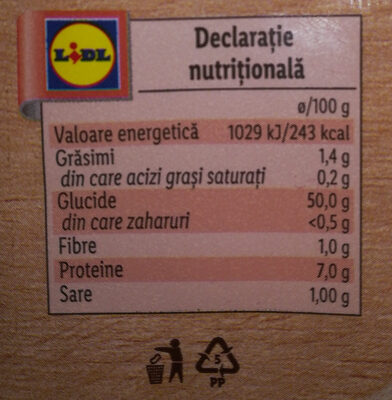 LIDL
Declarație
nutrițională
ø/100 g
Valoare energetică 1029 kJ/243 kcal
Grăsimi 1,4 g
din care acizi grași saturați 0,2 g
Glucide 50,0 g
din care zaharuri <0,5 g
Fibre 1,0 g
Proteine 7,0 g
Sare 1,00 g
5
PP